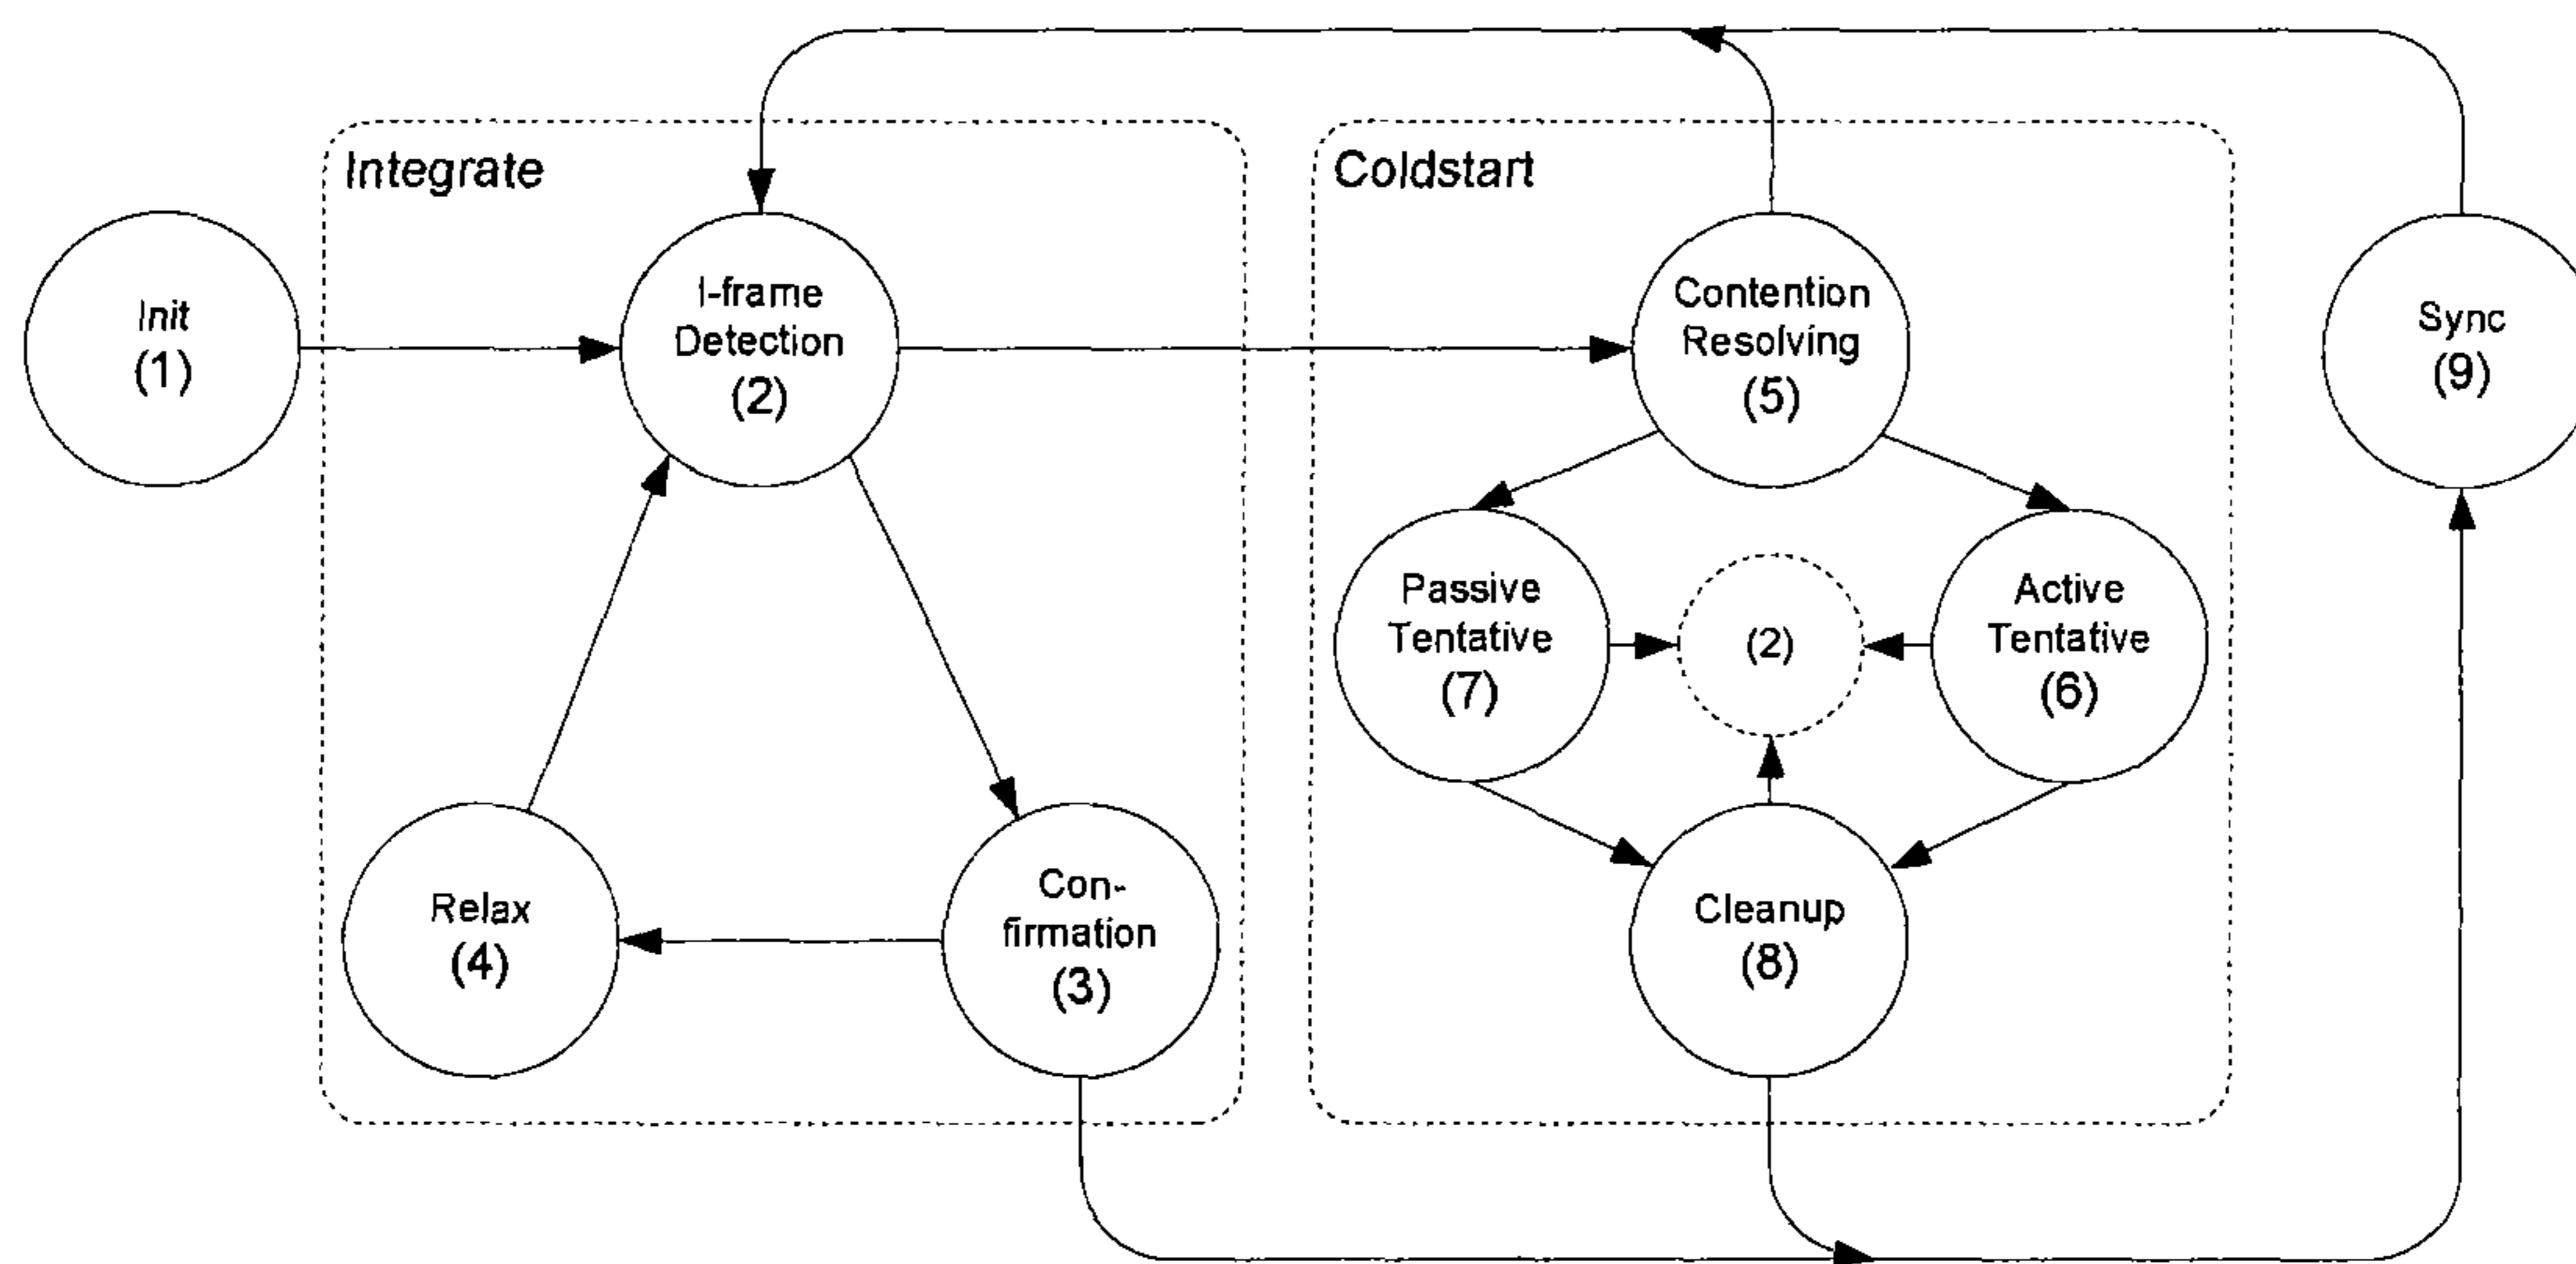 Integrate
Coldstart
Init
(1)
I-frame
Detection
(2)
Contention
Resolving
(5)
Sync
(9)
Passive
Tentative
(7)
(2)
Active
Tentative
(6)
Relax
(4)
Con-
firmation
(3)
Cleanup
(8)